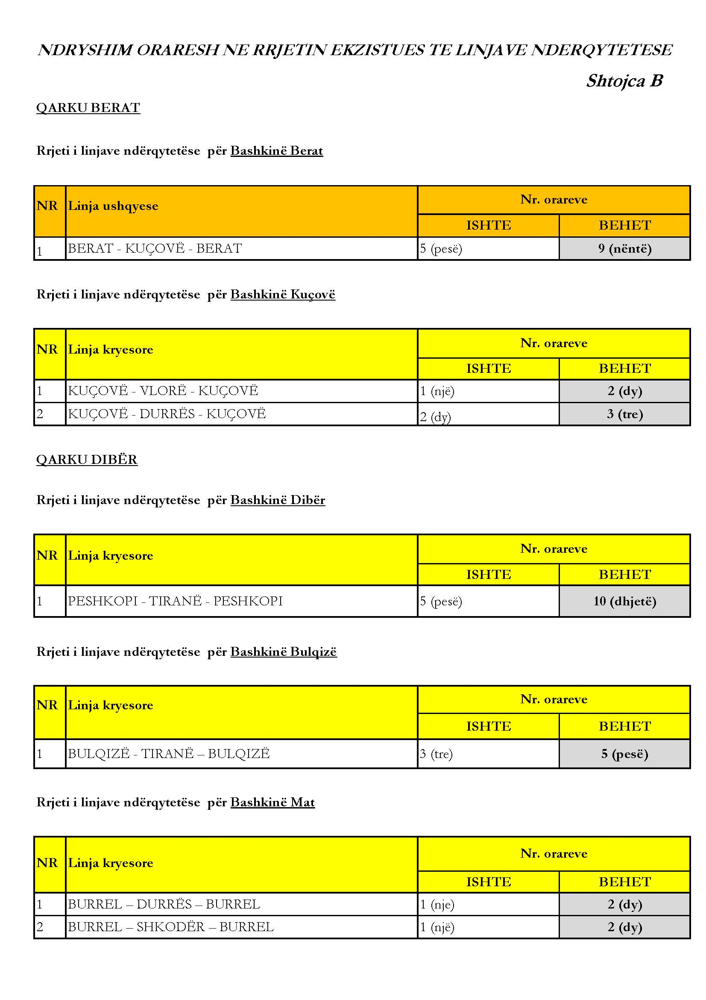 NDRYSHIM ORARESH NE RRJETIN EKZISTUES TE LINJAVE NDERQYTETESE
Shtojca B
QARKU BERAT
Rrjeti i linjave ndërqytetëse për Bashkinë Berat
NR Linja ushqyese Nr. orareve
ISHTE BEHET
1 BERAT - KUÇOVË - BERAT 5 (pesë) 9 (nëntë)
Rrjeti i linjave ndërqytetëse për Bashkinë Kuçovë
NR Linja kryesore Nr. orareve
ISHTE BEHET
1 KUÇOVË - VLORË - KUÇOVË 1 (një) 2 (dy)
2 KUÇOVË - DURRËS - KUÇOVË 2 (dy) 3 (tre)
QARKU DIBËR
Rrjeti i linjave ndërqytetëse për Bashkinë Dibër
NR Linja kryesore Nr. orareve
ISHTE BEHET
1 PESHKOPI - TIRANË - PESHKOPI 5 (pesë) 10 (dhjetë)
Rrjeti i linjave ndërqytetëse për Bashkinë Bulqizë
NR Linja kryesore Nr. orareve
ISHTE BEHET
1 BULQIZË - TIRANË – BULQIZË 3 (tre) 5 (pesë)
Rrjeti i linjave ndërqytetëse për Bashkinë Mat
NR Linja kryesore Nr. orareve
ISHTE BEHET
1 BURREL – DURRËS – BURREL 1 (nje) 2 (dy)
2 BURREL – SHKODËR – BURREL 1 (një) 2 (dy)